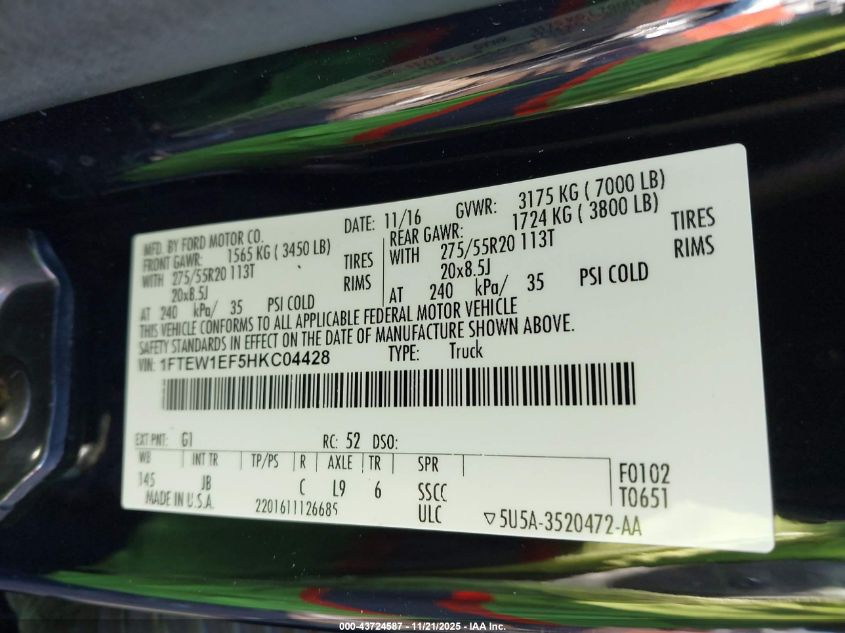 MFD. BY FORD MOTOR CO.
DATE: 11/16
GVWR: 3175 KG ( 7000 LB)
FRONT GAWR: 1565 KG ( 3450 LB)
WITH 275/55R20 113T TIRES
20x8.5J RIMS
AT 240 kPa/ 35 PSI COLD
REAR GAWR: 1724 KG ( 3800 LB)
WITH 275/55R20 113T TIRES
20x8.5J RIMS
AT 240 kPa/ 35 PSI COLD
THIS VEHICLE CONFORMS TO ALL APPLICABLE FEDERAL MOTOR VEHICLE
SAFETY STANDARDS IN EFFECT ON THE DATE OF MANUFACTURE SHOWN ABOVE.
VIN: 1FTEW1EF5HKC04428 TYPE: Truck
EXT PNT: G1 RC: 52 DSO:
WB INT TR TP/PS R AXLE TR SPR
145 JB C L9 6 SSCC
F0102
T0651
MADE IN U.S.A. 2201611126685 ULC ▽5U5A-3520472-AA
000-43724587 - 11/21/2025 - IAA Inc.